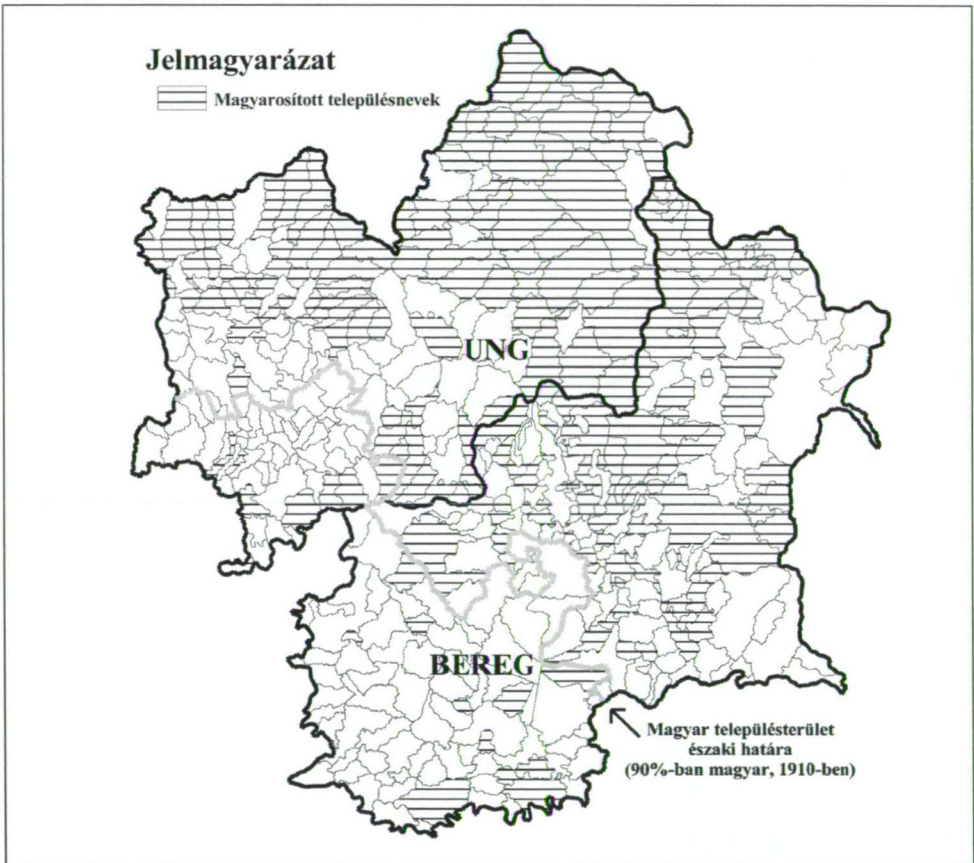 Jelmagyarázat
Magyarosított településnevek
UNG
BEREG
Magyar településterület
északi határa
(90%-ban magyar, 1910-ben)